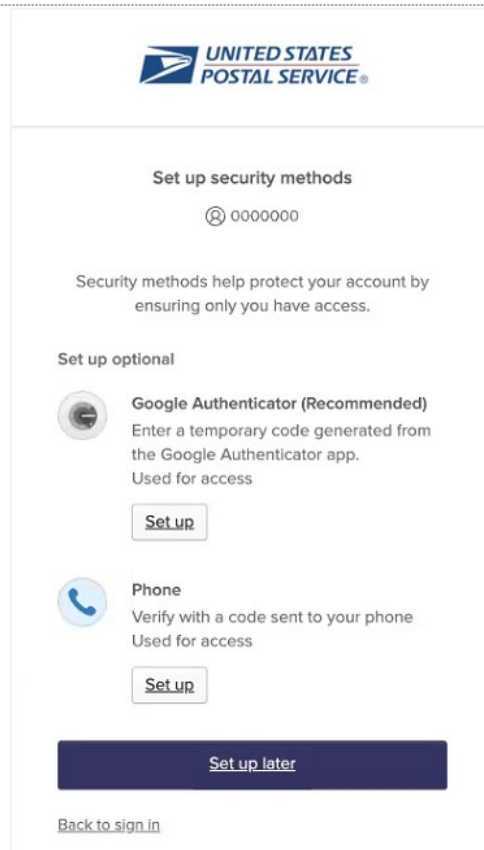 UNITED STATES
POSTAL SERVICE®
Set up security methods
0000000
Security methods help protect your account by
ensuring only you have access.
Set up optional
Google Authenticator (Recommended)
Enter a temporary code generated from
the Google Authenticator app.
Used for access
Set up
Phone
Verify with a code sent to your phone
Used for access
Set up
Set up later
Back to sign in